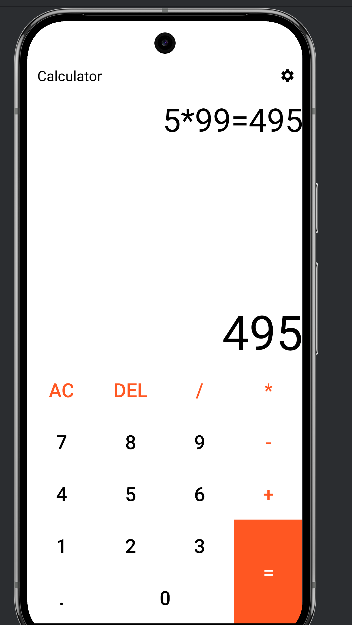 Calculator
5*99=495
495
AC DEL / *
7 8 9 -
4 5 6 +
1 2 3 =
. 0